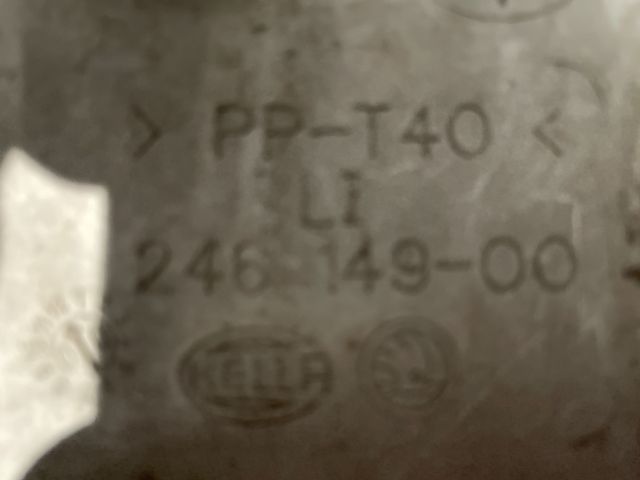 > PP-T40 <
LI
246 149-00
HELLA